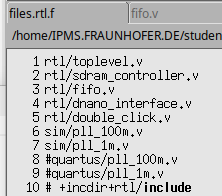 files.rtl.f fifo.v
/home/IPMS.FRAUNHOFER.DE/studen
1 rtl/toplevel.v
2 rtl/sdram_controller.v
3 rtl/fifo.v
4 rtl/dnano_interface.v
5 rtl/double_click.v
6 sim/pll_100m.v
7 sim/pll_1m.v
8 #quartus/pll_100m.v
9 #quartus/pll_1m.v
10 # +incdir+rtl/include